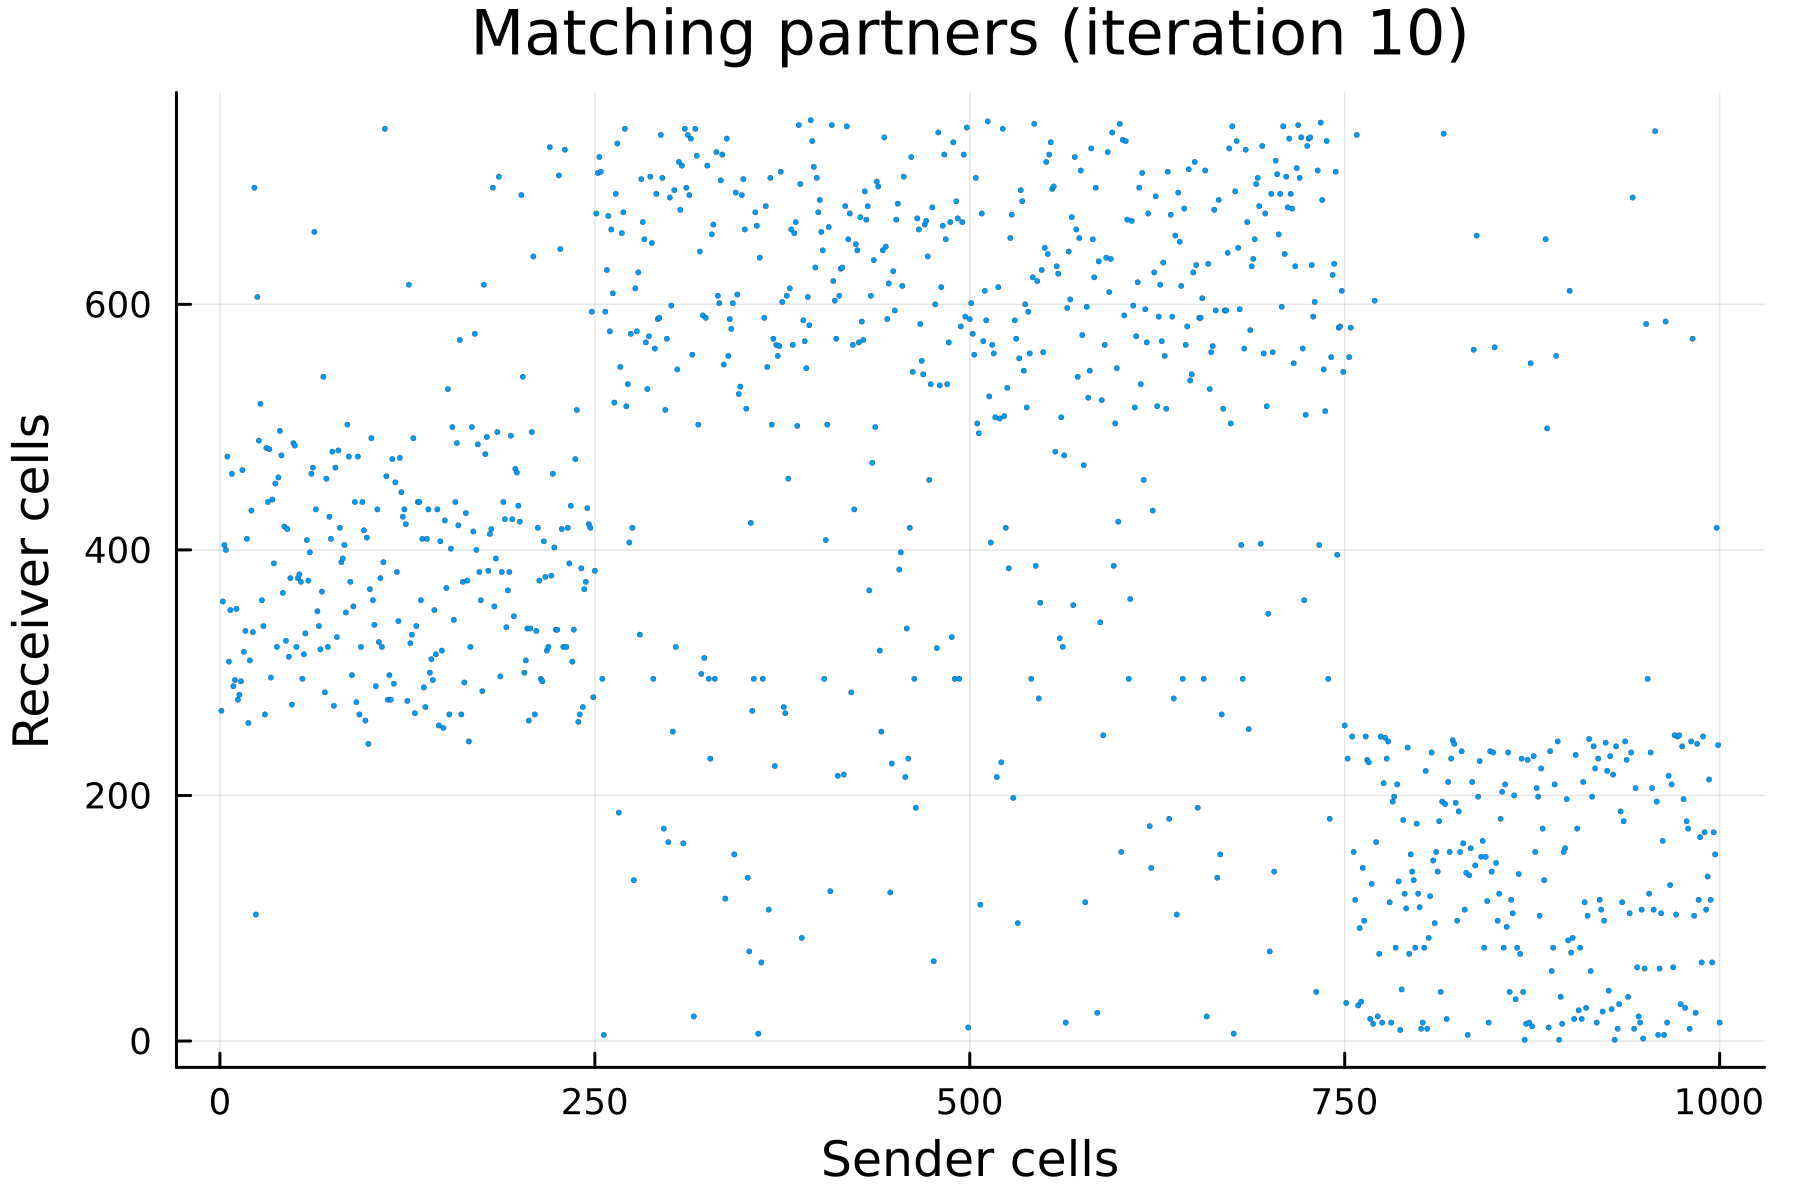 Matching partners (iteration 10)
Receiver cells
600
400
200
0
0 250 500 750 1000
Sender cells